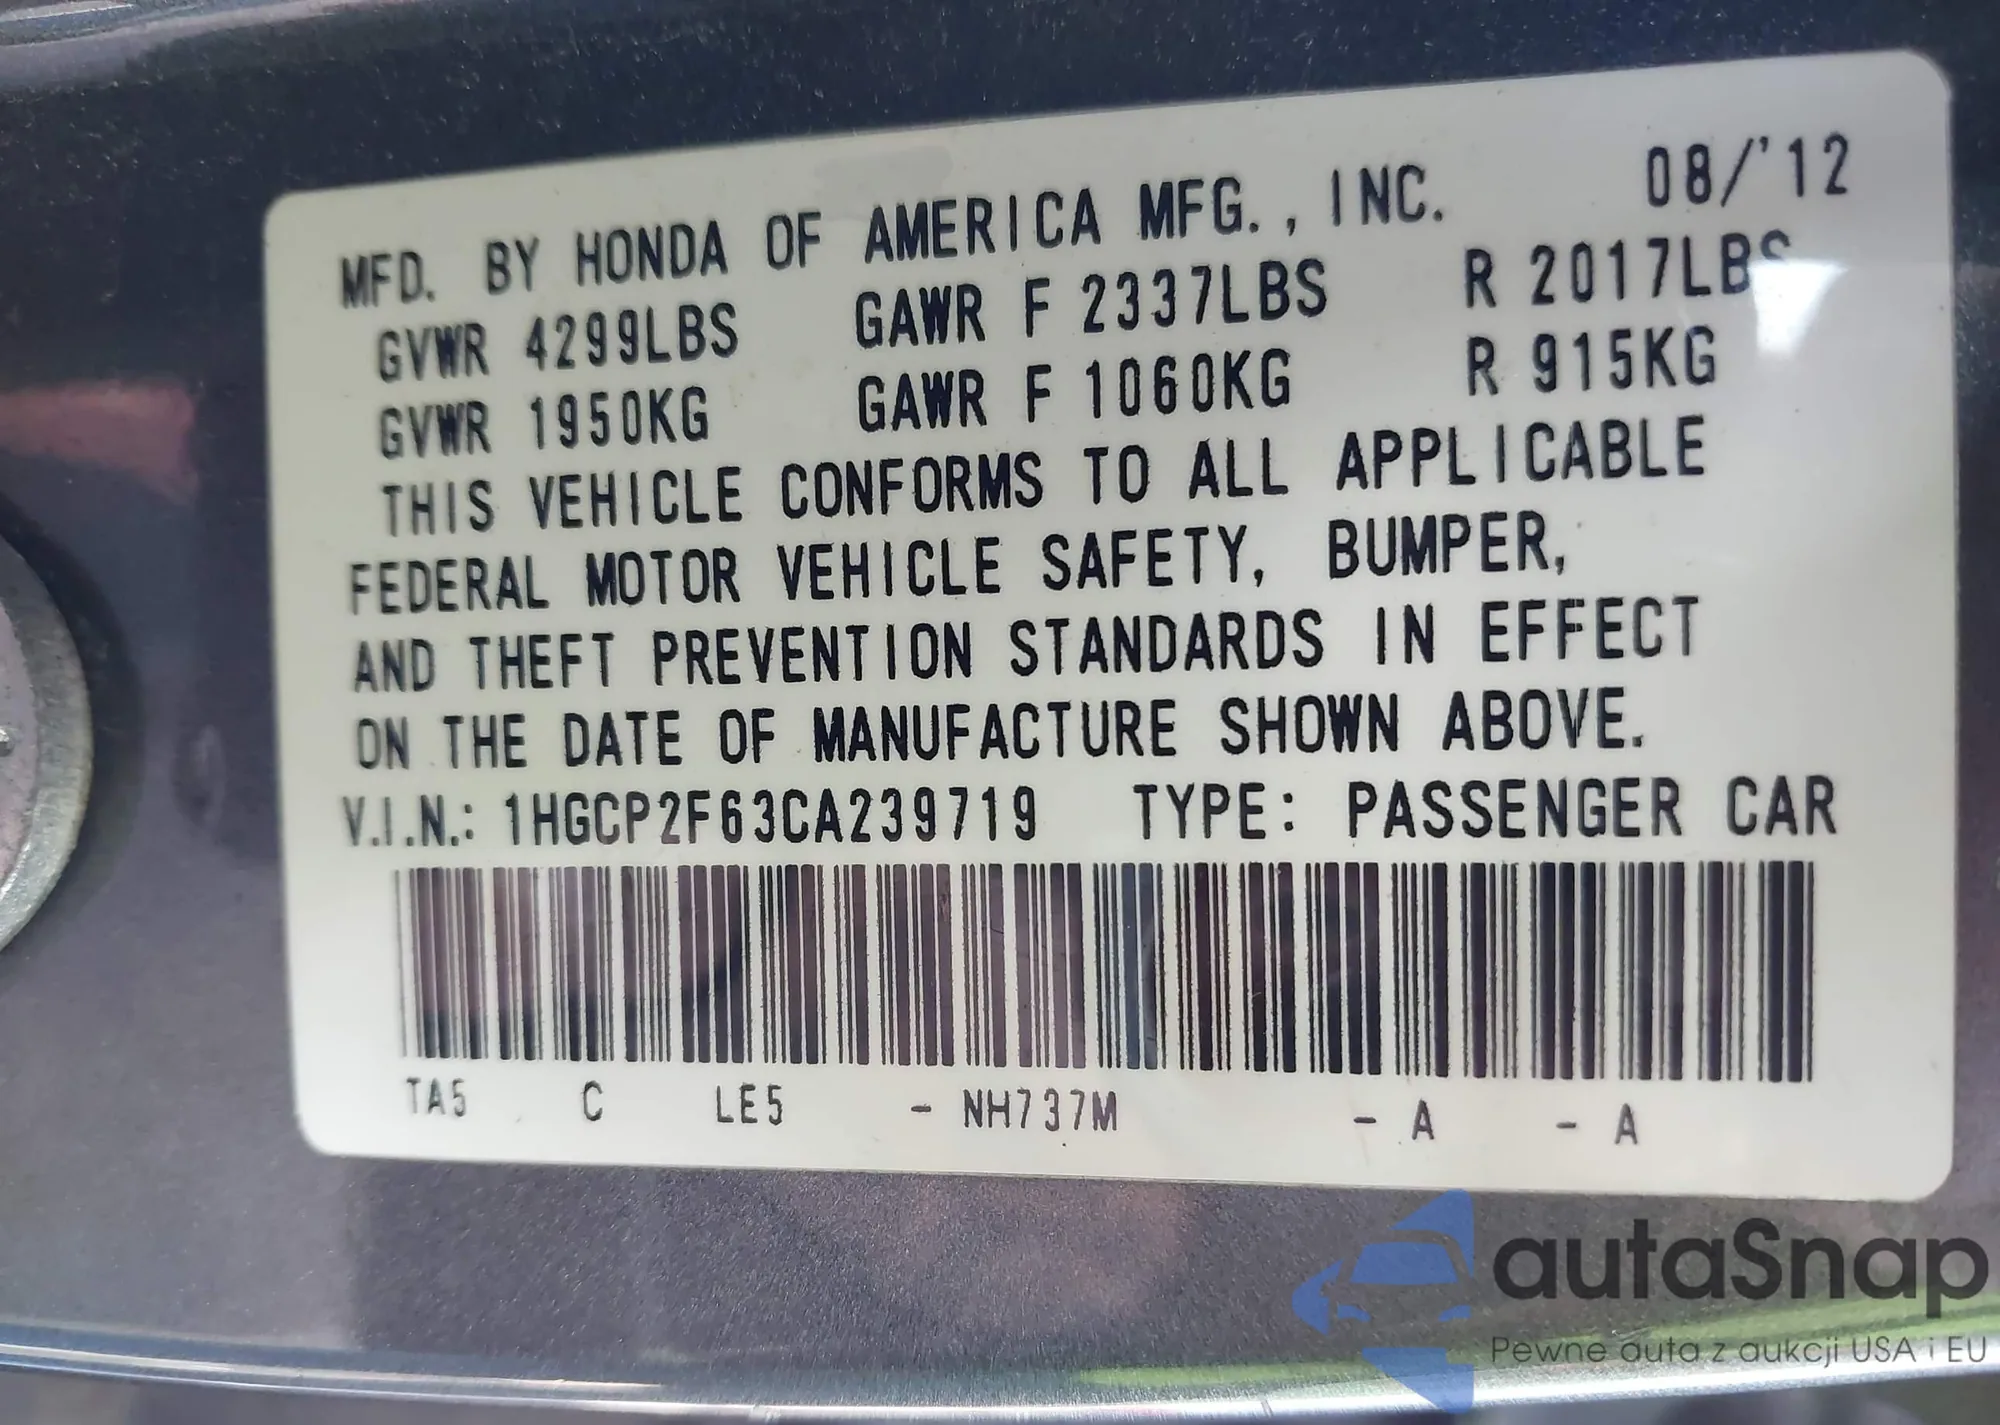 MFD. BY HONDA OF AMERICA MFG., INC. 08/'12
GVWR 4299LBS GAWR F 2337LBS R 2017LBS
GVWR 1950KG GAWR F 1060KG R 915KG
THIS VEHICLE CONFORMS TO ALL APPLICABLE
FEDERAL MOTOR VEHICLE SAFETY, BUMPER,
AND THEFT PREVENTION STANDARDS IN EFFECT
ON THE DATE OF MANUFACTURE SHOWN ABOVE.
V.I.N.: 1HGCP2F63CA239719 TYPE: PASSENGER CAR
TA5 C LE5 - NH737M - A - A
autaSnap
Pewne auta z aukcji USA i EU